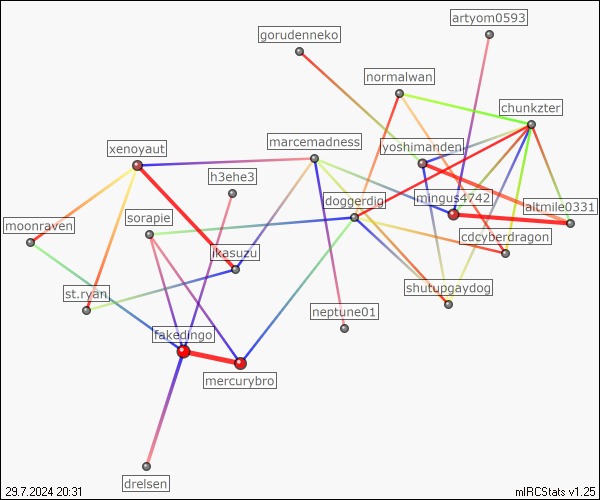 artyom0593
gorudenneko
normalwan
chunkzter
marcemadness
yoshimanden
xenoyaut
h3ehe3
doggerdig
mingus4742
altmile0331
moonraven
sorapie
cdcyberdragon
ikasuzu
st.ryan
shutupgaydog
neptune01
fakedingo
mercurybro
drelsen
29.7.2024 20:31
mIRCStats v1.25